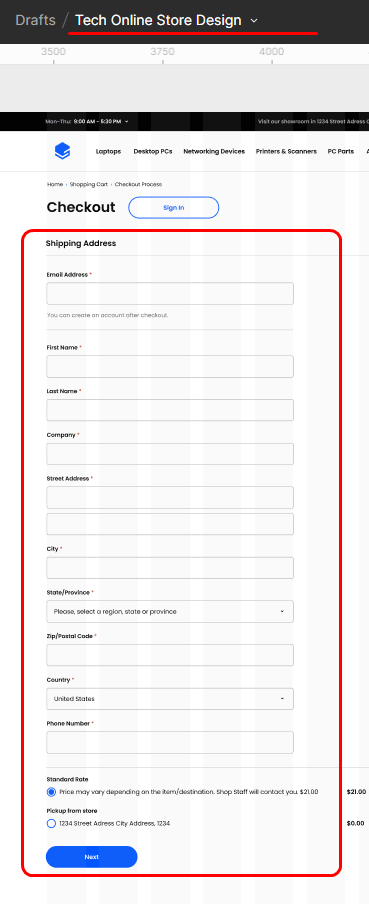 Drafts / Tech Online Store Design
3500 3750 4000
Mon-Thu: 9:00 AM - 5:30 PM Visit our showroom in 1234 Street Adress C
Laptops Desktop PCs Networking Devices Printers & Scanners PC Parts
Home › Shopping Cart › Checkout Process
Checkout Sign In
Shipping Address
Email Address *
You can create an account after checkout.
First Name *
Last Name *
Company *
Street Address *
City *
State/Province *
Please, select a region, state or province
Zip/Postal Code *
Country *
United States
Phone Number *
Standard Rate
Price may vary depending on the item/destination. Shop Staff will contact you. $21.00 $21.00
Pickup from store
1234 Street Adress City Address, 1234 $0.00
Next